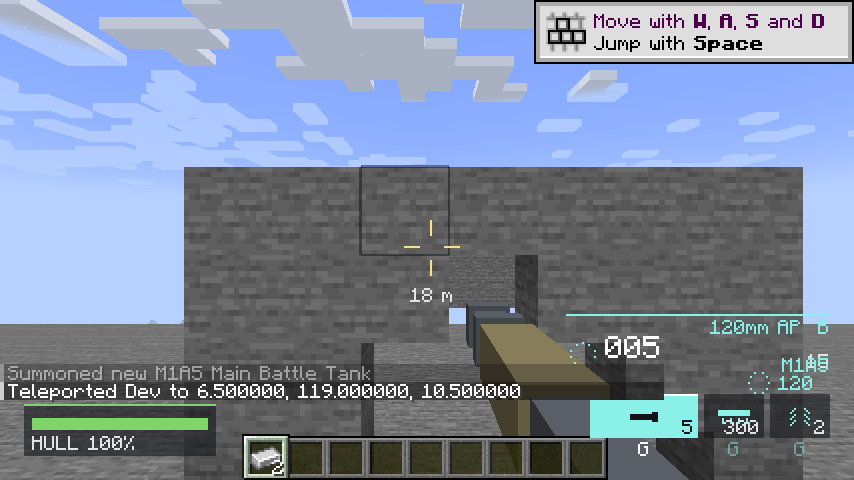 Move with W, A, S and D
Jump with Space
18 m
120mm AP 6
005
120
Summoned new M1A5 Main Battle Tank
Teleported Dev to 6.500000, 119.000000, 10.500000
HULL 100%
5
300
2
G
G
G
2